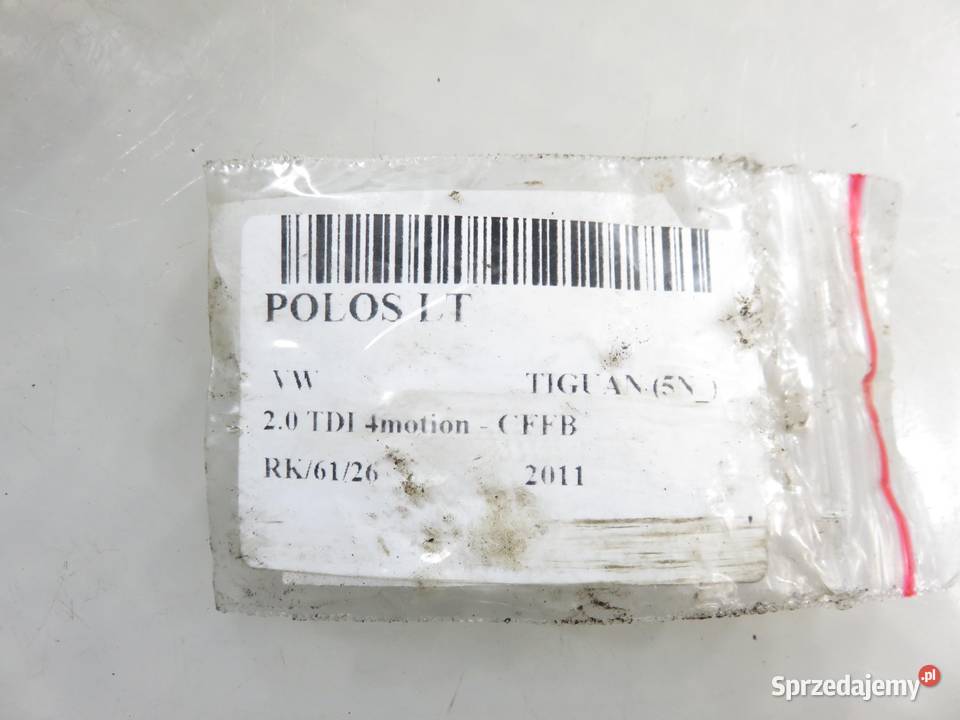 POLOS LT
VW TIGUAN (5N_)
2.0 TDI 4motion - CFFB
RK/61/26 2011
Sprzedajemy.pl